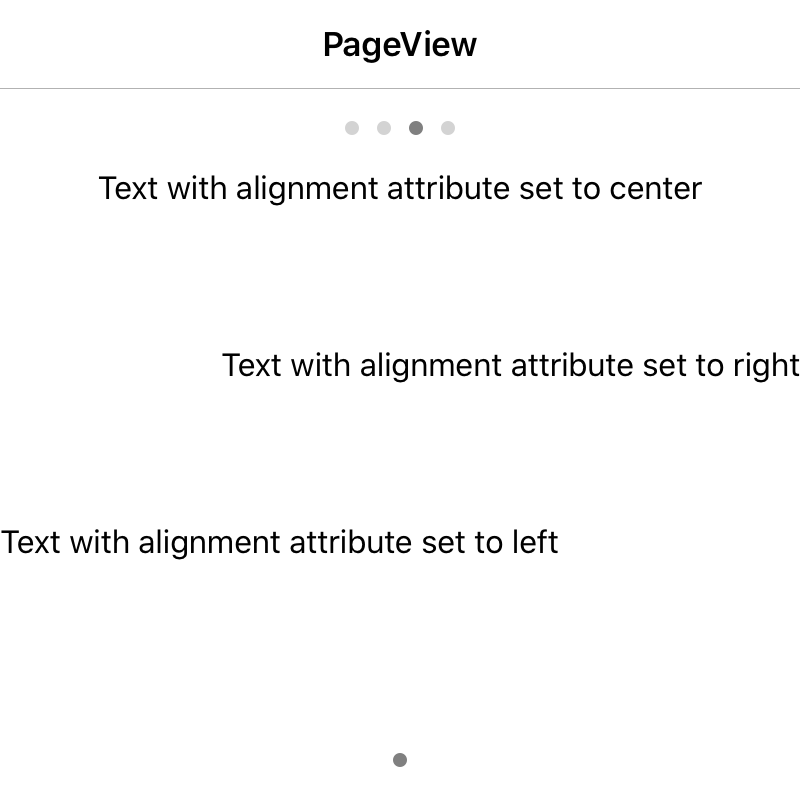 PageView
Text with alignment attribute set to center
Text with alignment attribute set to right
Text with alignment attribute set to left